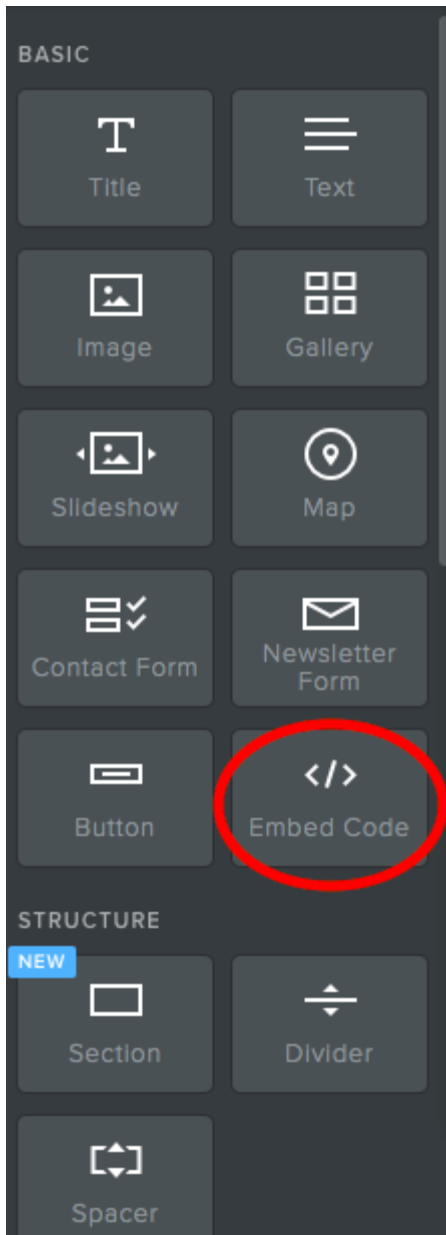 BASIC
Title
Text
Image
Gallery
Slideshow
Map
Contact Form
Newsletter
Form
Button
Embed Code
STRUCTURE
NEW
Section
Divider
Spacer